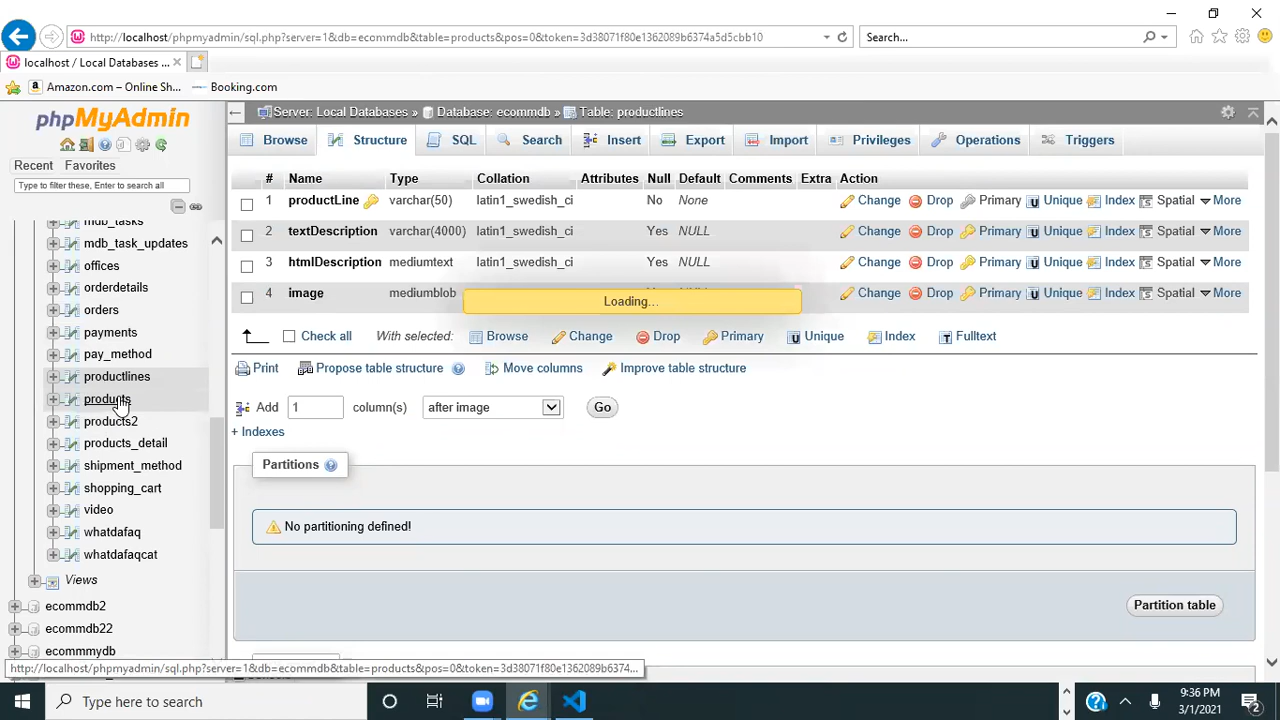 http://localhost/phpmyadmin/sql.php?server=1&db=ecommdb&table=products&pos=0&token=3d38071f80e1362089b6374a5d5cbb10
Search...
localhost / Local Databases ...
Amazon.com – Online Sh...
Booking.com
phpMyAdmin
Recent
Favorites
Type to filter these, Enter to search all
mdb_tasks
mdb_task_updates
offices
orderdetails
orders
payments
pay_method
productlines
products
products2
products_detail
shipment_method
shopping_cart
video
whatdafaq
whatdafaqcat
Views
ecommdb2
ecommdb22
ecommmydb
Server: Local Databases » Database: ecommdb » Table: productlines
Browse Structure SQL Search Insert Export Import Privileges Operations Triggers
# Name Type Collation Attributes Null Default Comments Extra Action
1 productLine varchar(50) latin1_swedish_ci No None Change Drop Primary Unique Index Spatial More
2 textDescription varchar(4000) latin1_swedish_ci Yes NULL Change Drop Primary Unique Index Spatial More
3 htmlDescription mediumtext latin1_swedish_ci Yes NULL Change Drop Primary Unique Index Spatial More
4 image mediumblob Change Drop Primary Unique Index Spatial More
Loading...
Check all With selected: Browse Change Drop Primary Unique Index Fulltext
Print Propose table structure Move columns Improve table structure
Add 1 column(s) after image Go
+ Indexes
Partitions
No partitioning defined!
Partition table
http://localhost/phpmyadmin/sql.php?server=1&db=ecommdb&table=products&pos=0&token=3d38071f80e1362089b6374...
Type here to search
9:36 PM
3/1/2021
2